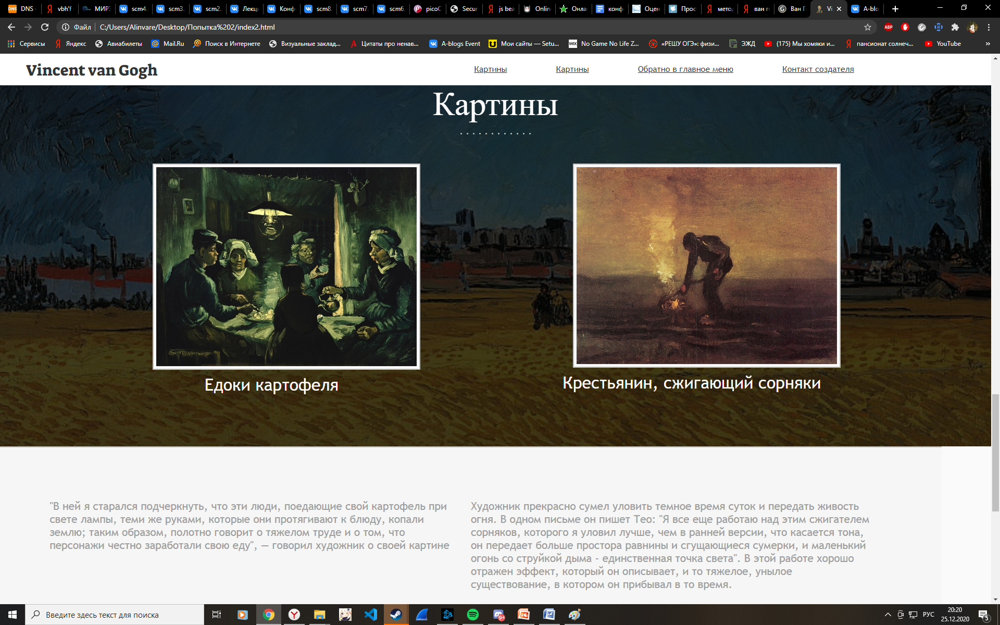 DNS -
vbh'f
МИРЭ
scm4.
scm3.
scm2.
Лекц
Конф
scm8.
scm7.
scm6.
picoC
Secur
js bea
Onlin
Онла
конф
Оцен
Прос
мето
ван го
Ван Г
Vi
A-blo
Файл
C:/Users/Alinvare/Desktop/Попытка%202/index2.html
ABP
Сервисы
Яндекс
Авиабилеты
Mail.Ru
Поиск в Интернете
Визуальные заклад...
Цитаты про ненав...
A-blogs Event
Мои сайты — Setu...
No Game No Life Z...
«РЕШУ ОГЭ»: физи...
ЭЖД
(175) Мы хомяки и...
пансионат солнеч...
YouTube
»
Vincent van Gogh
Картины
Картины
Обратно в главное меню
Контакт создателя
Картины
Едоки картофеля
Крестьянин, сжигающий сорняки
"В ней я старался подчеркнуть, что эти люди, поедающие свой картофель при
свете лампы, теми же руками, которые они протягивают к блюду, копали
землю; таким образом, полотно говорит о тяжелом труде и о том, что
персонажи честно заработали свою еду", — говорил художник о своей картине
Художник прекрасно сумел уловить темное время суток и передать живость
огня. В одном письме он пишет Тео: "Я все еще работаю над этим сжигателем
сорняков, которого я уловил лучше, чем в ранней версии, что касается тона,
он передает больше простора равнины и сгущающиеся сумерки, и маленький
огонь со струйкой дыма - единственная точка света". В этой работе хорошо
отражен эффект, который он описывает, и то тяжелое, унылое
существование, в котором он прибывал в то время.
Введите здесь текст для поиска
9+
РУС
20:20
25.12.2020
5